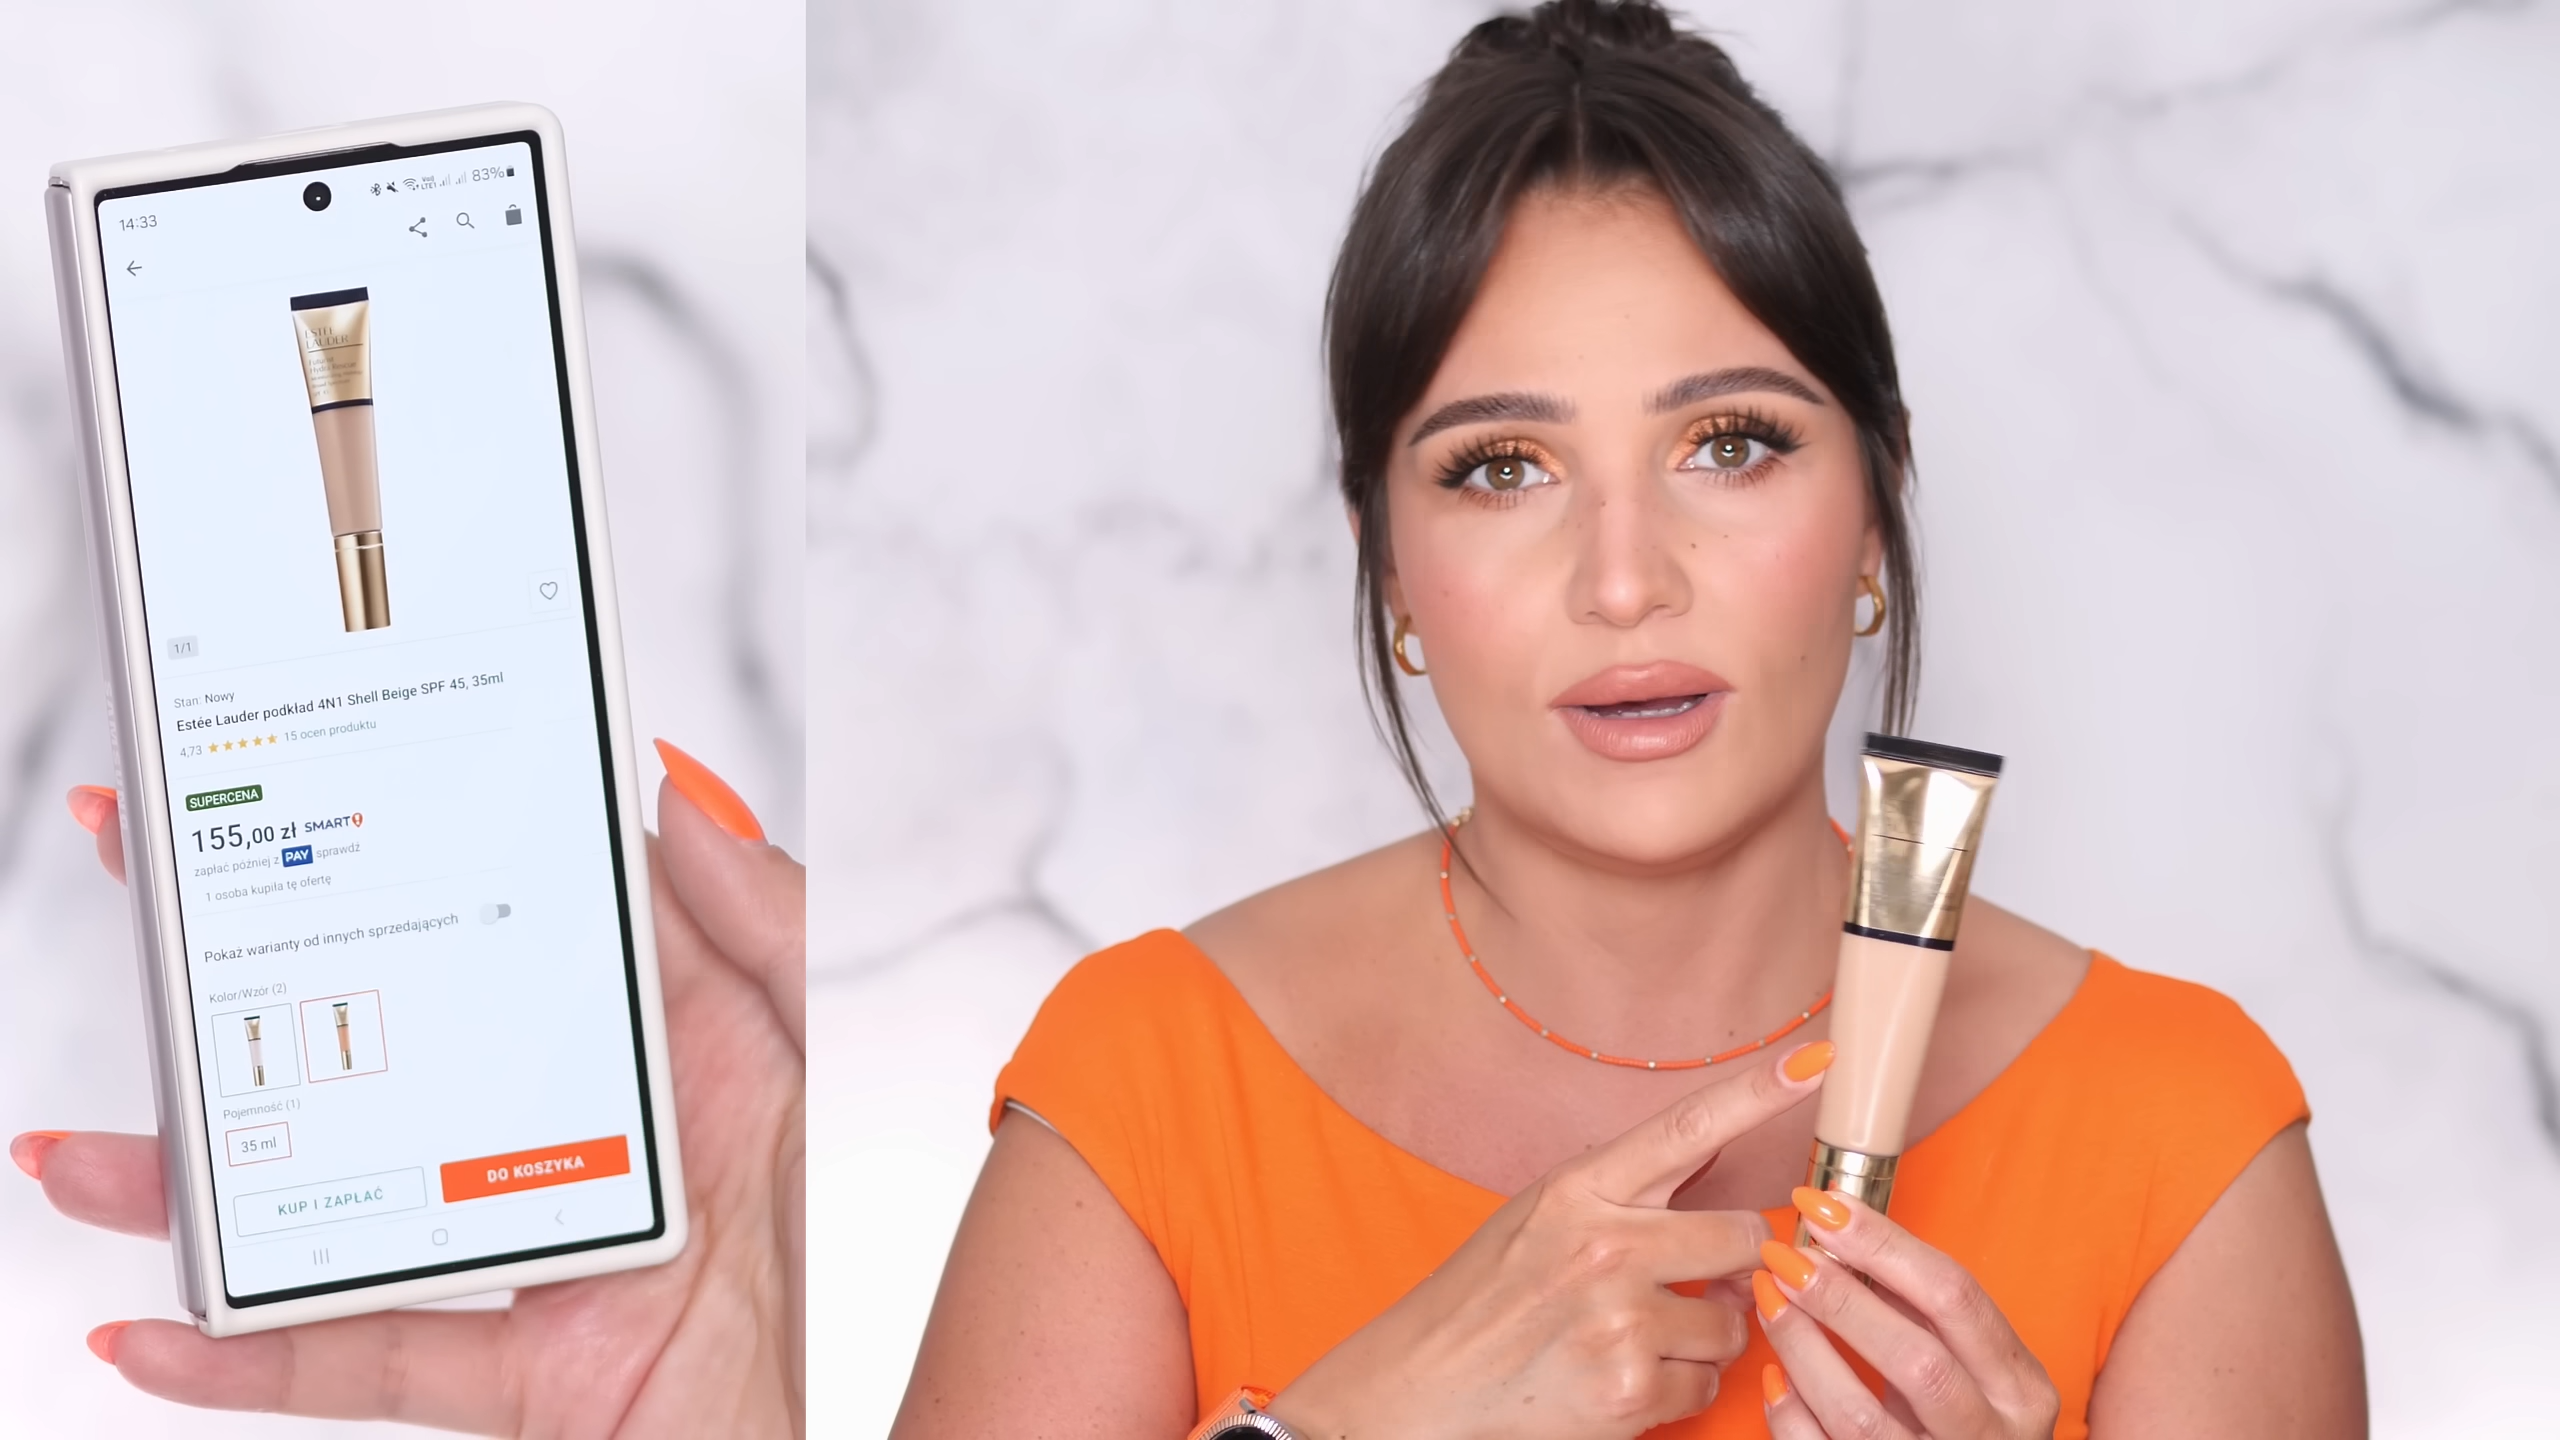 14:33
83%
ESTĒE
LAUDER
1/1
Stan: Nowy
Estée Lauder podkład 4N1 Shell Beige SPF 45, 35ml
4,73 15 ocen produktu
SUPERCENA
155,00 zł SMART!
zapłać później z PAY sprawdź
1 osoba kupiła tę ofertę
Pokaż warianty od innych sprzedających
Kolor/Wzór (2)
Pojemność (1)
35 ml
KUP I ZAPŁAĆ
DO KOSZYKA